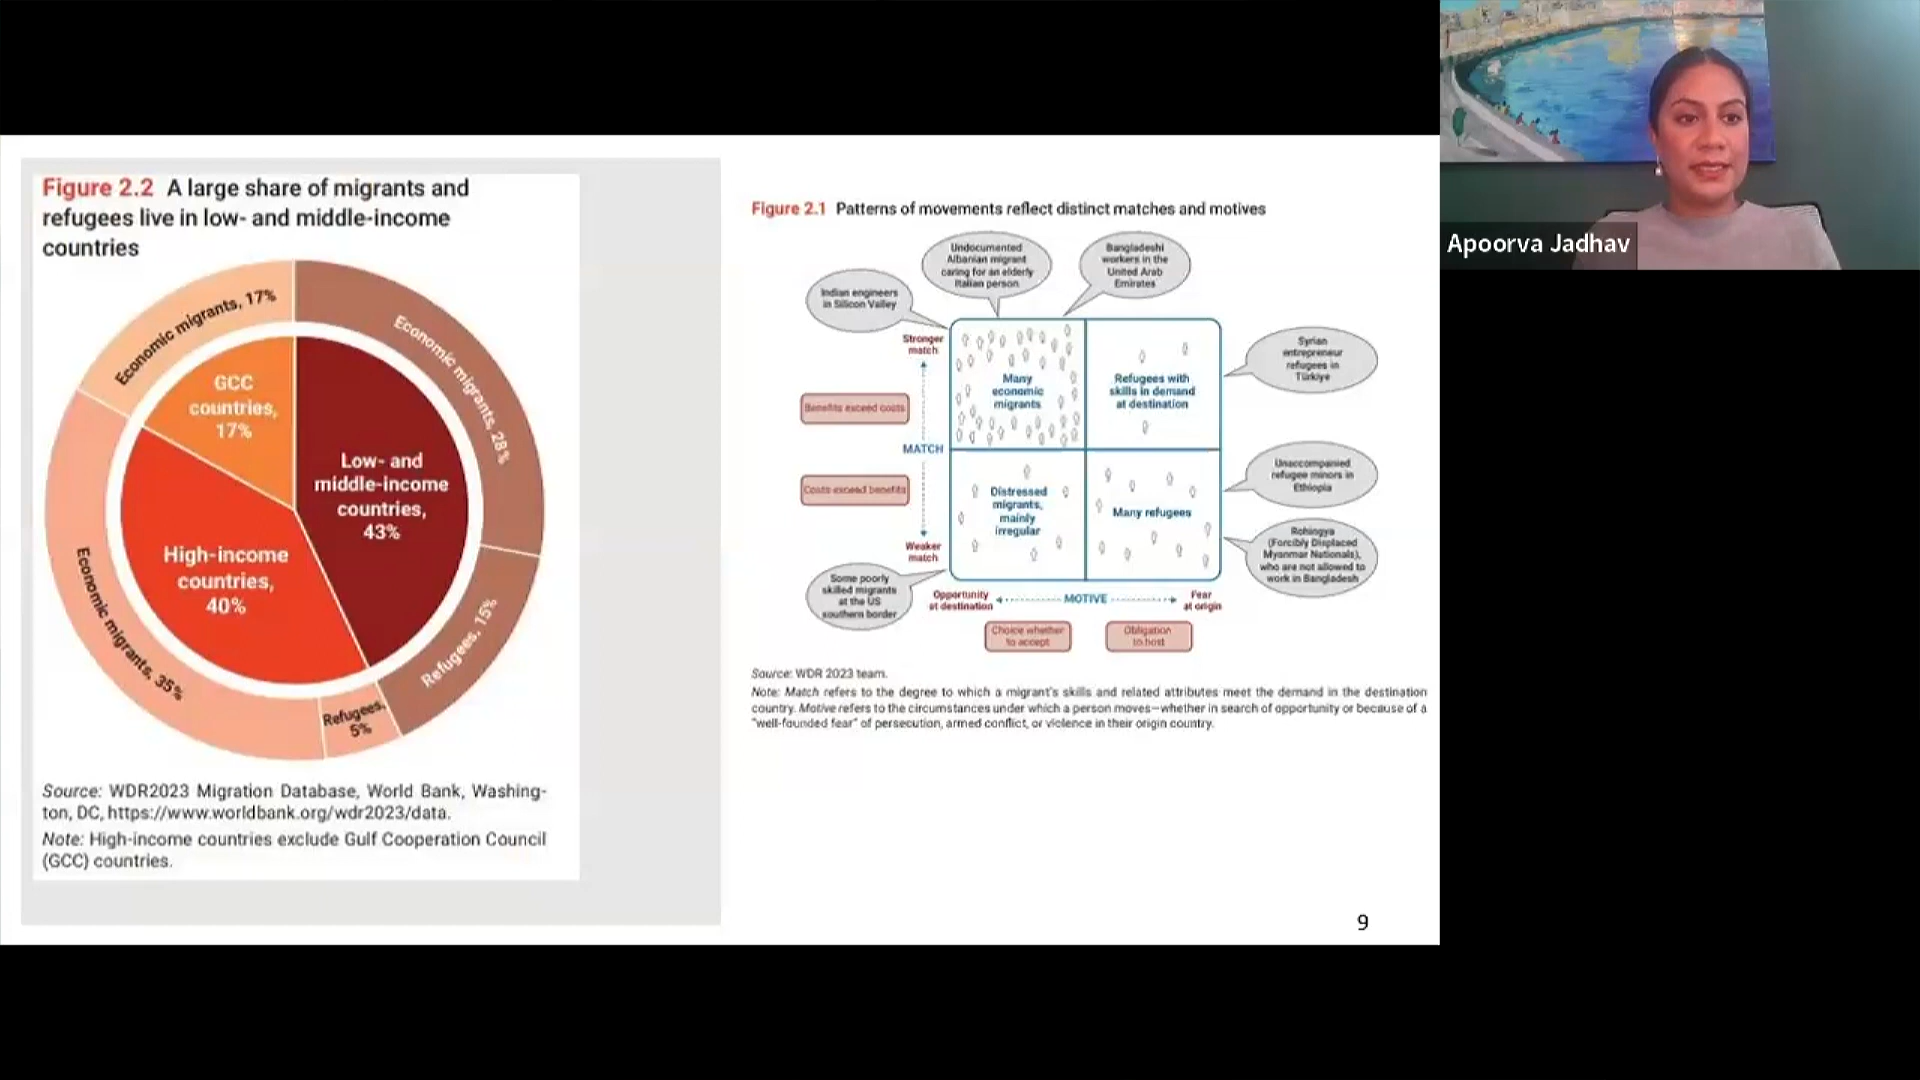 Figure 2.2 A large share of migrants and
refugees live in low- and middle-income
countries
Economic migrants, 17%
Economic migrants, 28%
GCC
countries,
17%
Low- and
middle-income
countries,
43%
High-income
countries,
40%
Economic migrants, 35%
Refugees, 15%
Refugees,
5%
Source: WDR2023 Migration Database, World Bank, Washing-
ton, DC, https://www.worldbank.org/wdr2023/data.
Note: High-income countries exclude Gulf Cooperation Council
(GCC) countries.
Figure 2.1 Patterns of movements reflect distinct matches and motives
Undocumented
Albanian migrant
caring for an elderly
Italian person
Bangladeshi
workers in the
United Arab
Emirates
Indian engineers
in Silicon Valley
Stronger
match
Syrian
entrepreneur
refugees in
Türkiye
Many
economic
migrants
Refugees with
skills in demand
at destination
Benefits exceed costs
MATCH
Costs exceed benefits
Unaccompanied
refugee minors in
Ethiopia
Distressed
migrants,
mainly
irregular
Many refugees
Rohingya
(Forcibly Displaced
Myanmar Nationals),
who are not allowed to
work in Bangladesh
Weaker
match
Some poorly
skilled migrants
at the US
southern border
Opportunity
at destination
MOTIVE
Fear
at origin
Choice whether
to accept
Obligation
to host
Source: WDR 2023 team.
Note: Match refers to the degree to which a migrant's skills and related attributes meet the demand in the destination
country. Motive refers to the circumstances under which a person moves—whether in search of opportunity or because of a
"well-founded fear" of persecution, armed conflict, or violence in their origin country.
9
Apoorva Jadhav